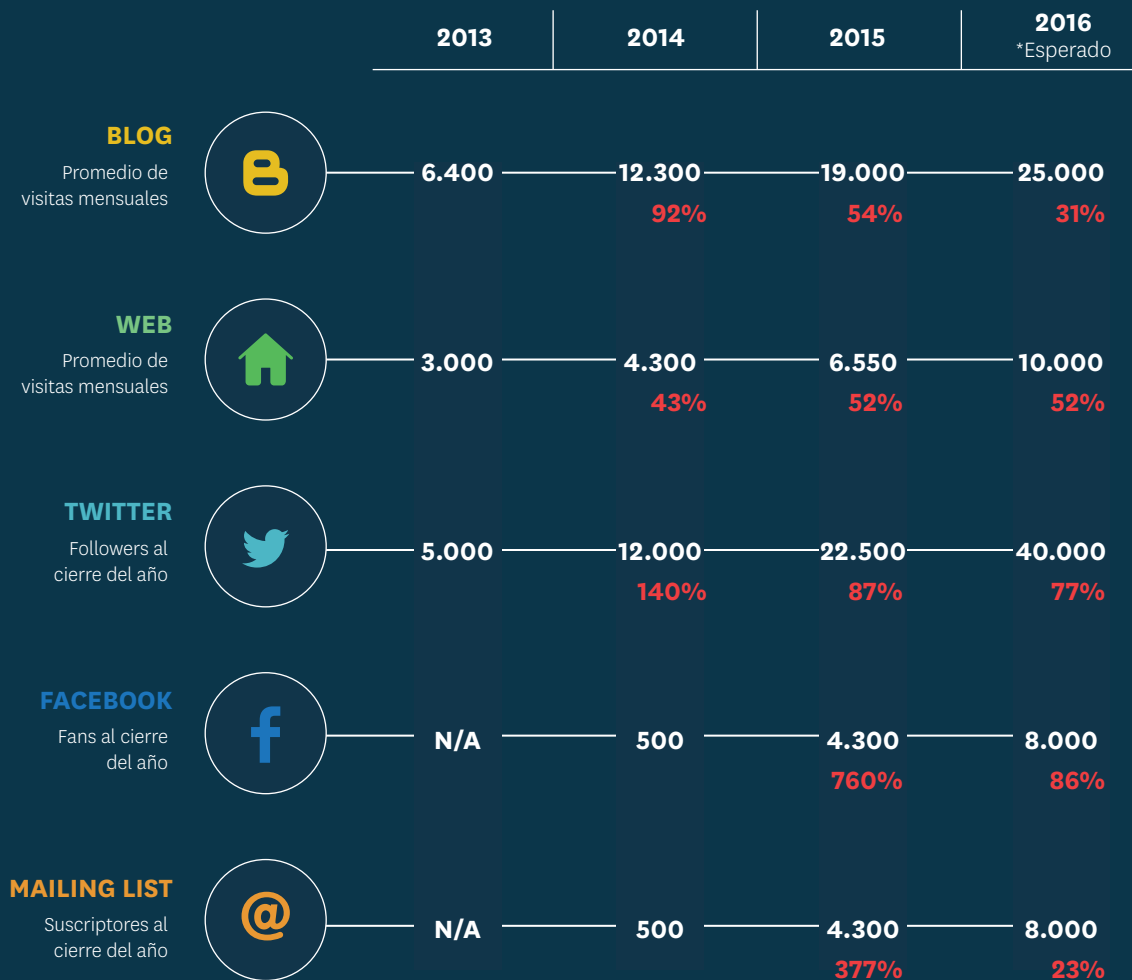 2013 2014 2015 2016
*Esperado
BLOG
Promedio de
visitas mensuales
6.400 12.300 19.000 25.000
92% 54% 31%
WEB
Promedio de
visitas mensuales
3.000 4.300 6.550 10.000
43% 52% 52%
TWITTER
Followers al
cierre del año
5.000 12.000 22.500 40.000
140% 87% 77%
FACEBOOK
Fans al cierre
del año
N/A 500 4.300 8.000
760% 86%
MAILING LIST
Suscriptores al
cierre del año
N/A 500 4.300 8.000
377% 23%